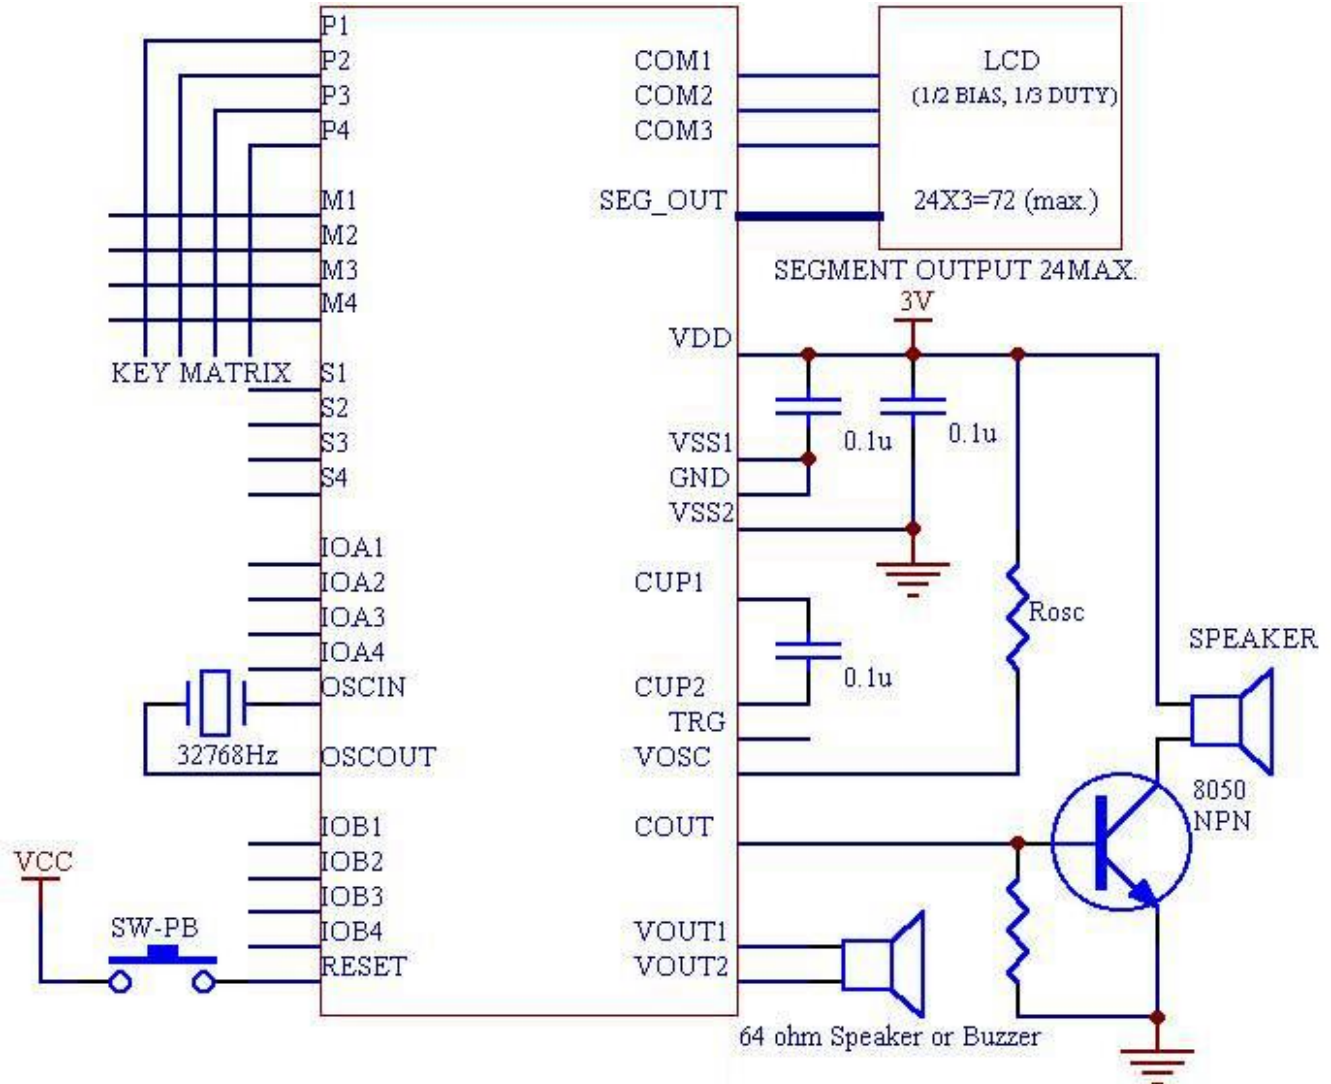 P1
P2
P3
P4
M1
M2
M3
M4
KEY MATRIX
S1
S2
S3
S4
IOA1
IOA2
IOA3
IOA4
OSCIN
32768Hz
OSCOUT
IOB1
IOB2
IOB3
IOB4
RESET
VCC
SW-PB
COM1
COM2
COM3
SEG_OUT
LCD
(1/2 BIAS, 1/3 DUTY)
24X3=72 (max.)
SEGMENT OUTPUT 24MAX.
3V
VDD
VSS1
GND
VSS2
0.1u
0.1u
CUP1
CUP2
0.1u
TRG
VOSC
Rosc
SPEAKER
COUT
8050
NPN
VOUT1
VOUT2
64 ohm Speaker or Buzzer